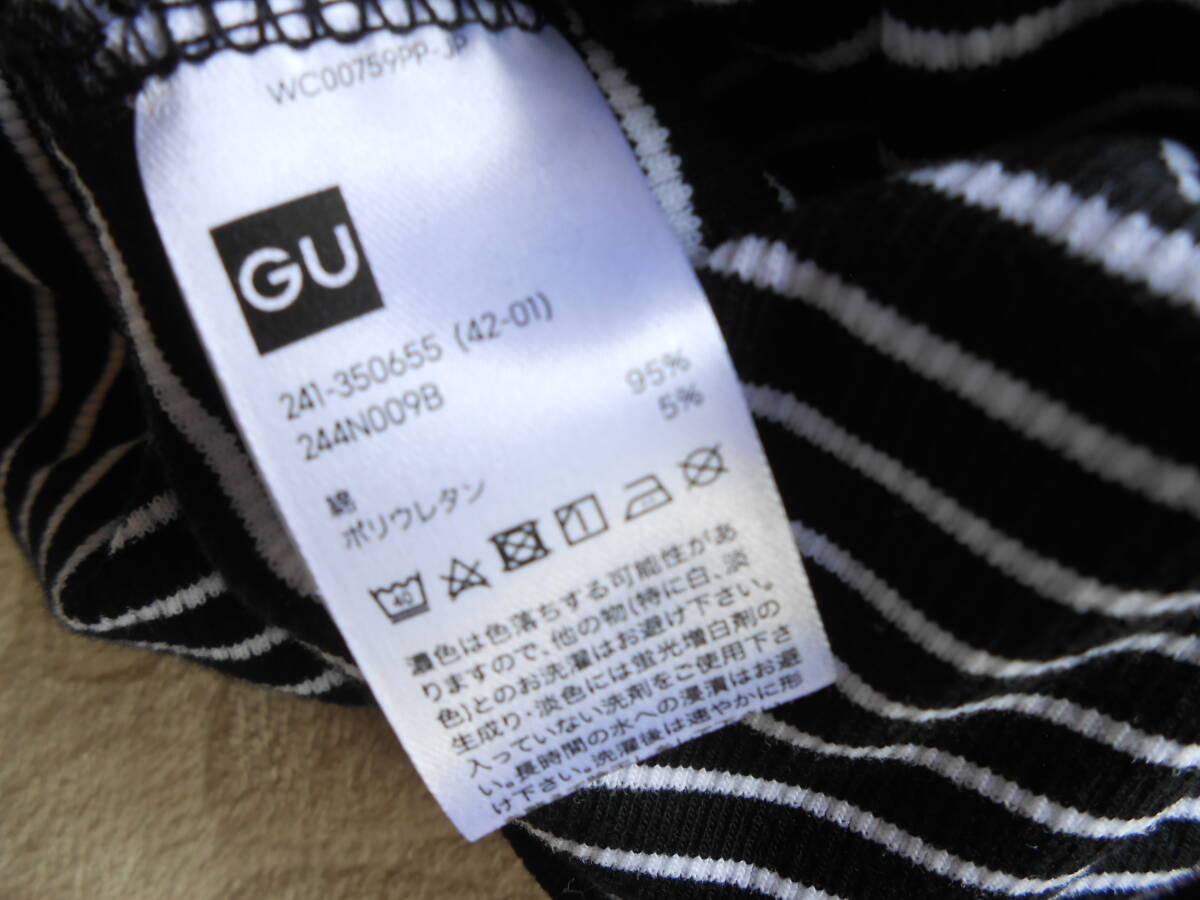 WC00759PP-JP
GU
241-350655 (42-01)
244N009B
綿 95%
ポリウレタン 5%
40
濃色は色落ちする可能性があ
りますので、他の物(特に白、淡
色)とのお洗濯はお避け下さい。
生成り・淡色には蛍光増白剤の
入っていない洗剤をご使用下さ
い。長時間の水への浸漬はお避
け下さい。洗濯後は速やかに形